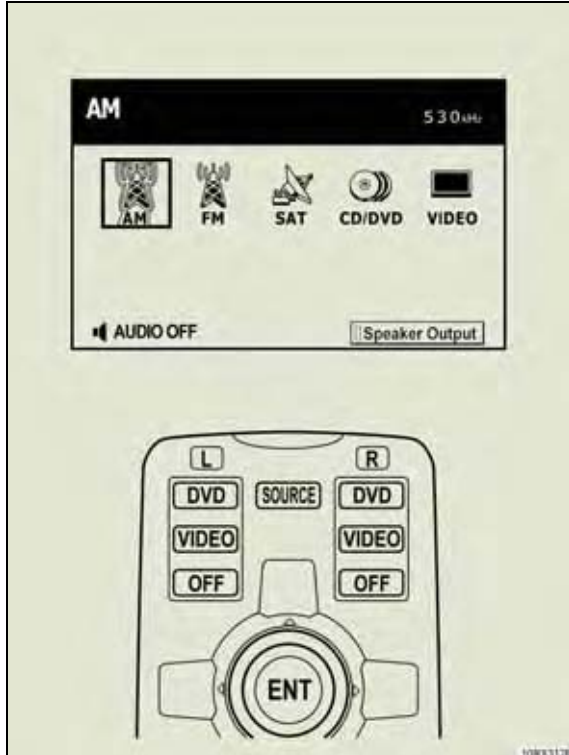 AM
530 kHz
AM FM SAT CD/DVD VIDEO
AUDIO OFF Speaker Output
L R
DVD SOURCE DVD
VIDEO VIDEO
OFF OFF
ENT